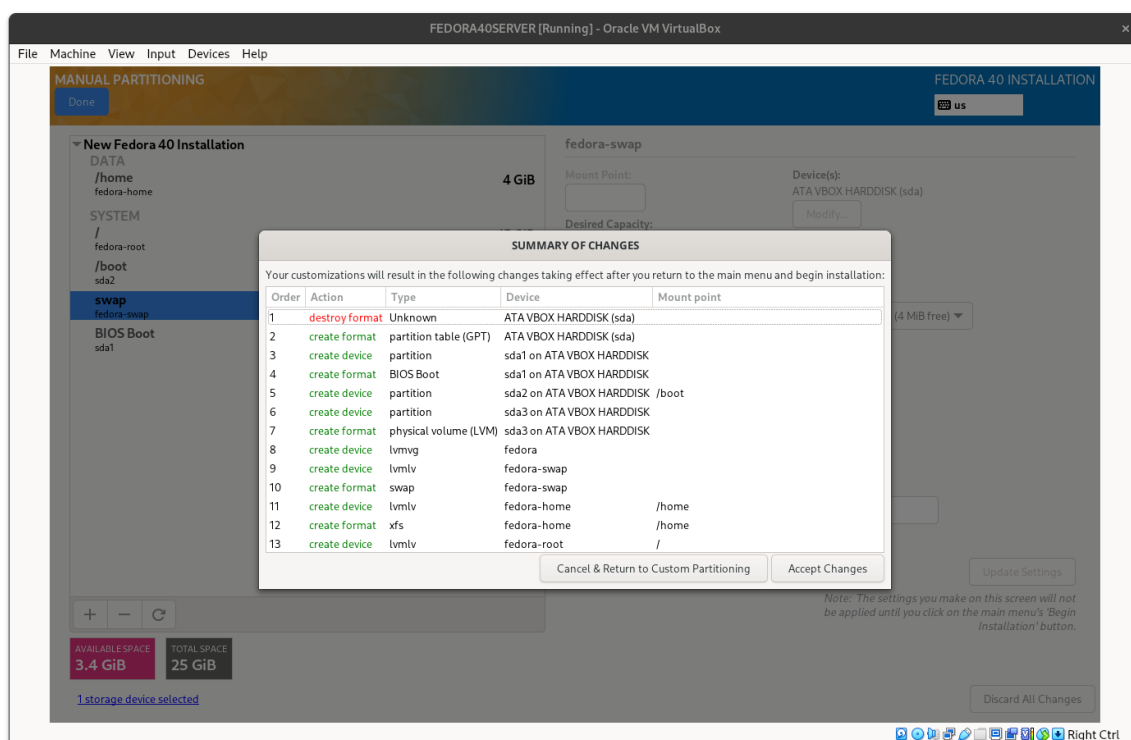 FEDORA40SERVER [Running] - Oracle VM VirtualBox
File Machine View Input Devices Help
MANUAL PARTITIONING
FEDORA 40 INSTALLATION
Done
us
New Fedora 40 Installation
DATA
/home
4 GiB
fedora-home
SYSTEM
/
fedora-root
/boot
sda2
swap
fedora-swap
BIOS Boot
sda1
fedora-swap
Mount Point:
Device(s):
ATA VBOX HARDDISK (sda)
Modify...
Desired Capacity:
(4 MiB free)
SUMMARY OF CHANGES
Your customizations will result in the following changes taking effect after you return to the main menu and begin installation:
Order Action Type Device Mount point
1 destroy format Unknown ATA VBOX HARDDISK (sda)
2 create format partition table (GPT) ATA VBOX HARDDISK (sda)
3 create device partition sda1 on ATA VBOX HARDDISK
4 create format BIOS Boot sda1 on ATA VBOX HARDDISK
5 create device partition sda2 on ATA VBOX HARDDISK /boot
6 create device partition sda3 on ATA VBOX HARDDISK
7 create format physical volume (LVM) sda3 on ATA VBOX HARDDISK
8 create device lvmvg fedora
9 create device lvmlv fedora-swap
10 create format swap fedora-swap
11 create device lvmlv fedora-home /home
12 create format xfs fedora-home /home
13 create device lvmlv fedora-root /
Cancel & Return to Custom Partitioning
Accept Changes
Update Settings
Note: The settings you make on this screen will not
be applied until you click on the main menu's 'Begin
Installation' button.
AVAILABLE SPACE
3.4 GiB
TOTAL SPACE
25 GiB
1 storage device selected
Discard All Changes
Right Ctrl